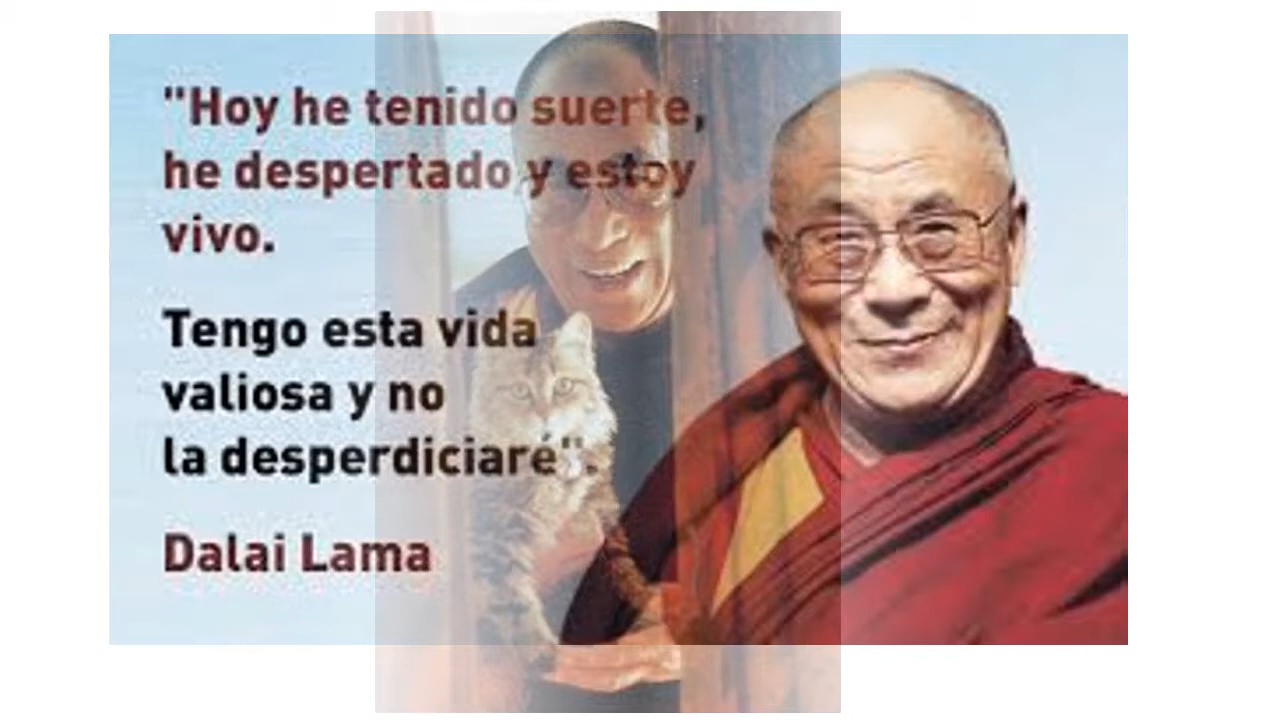 "Hoy he tenido suerte,
he despertado y estoy
vivo.
Tengo esta vida
valiosa y no
la desperdiciaré".
Dalai Lama